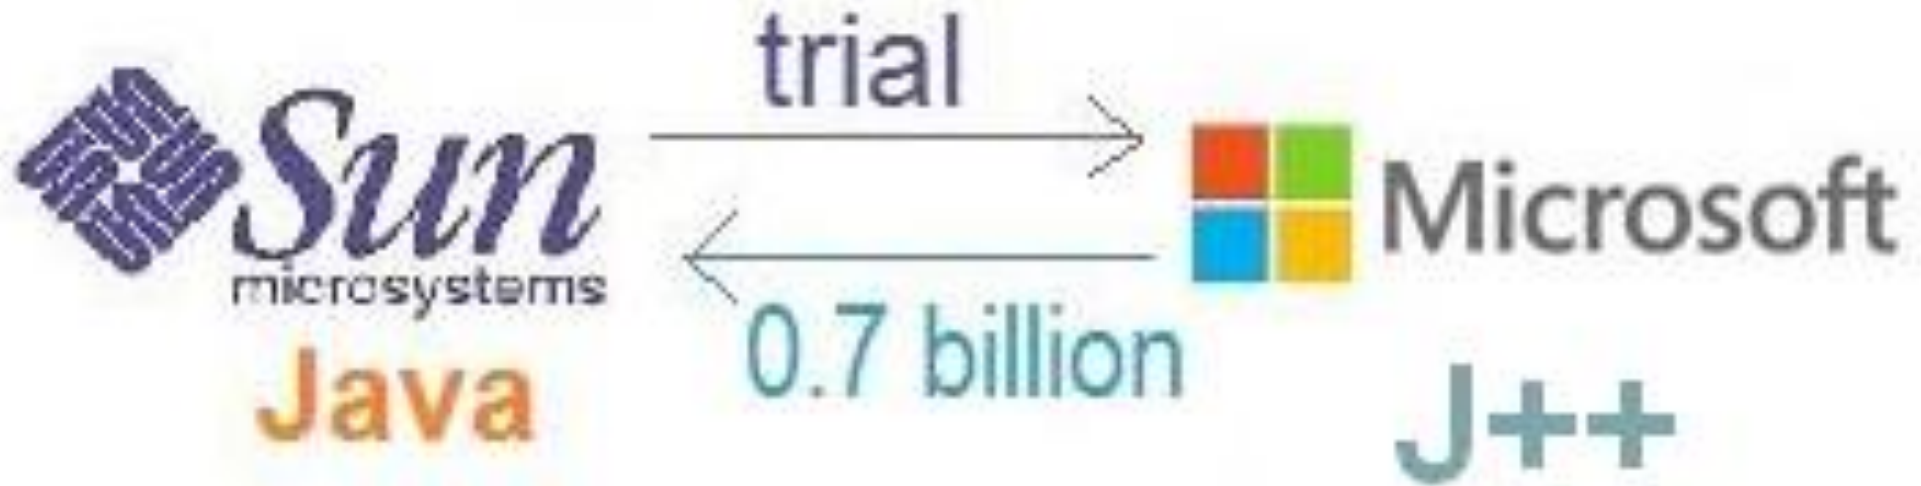 trial
Sun
microsystems
Microsoft
0.7 billion
Java
J++